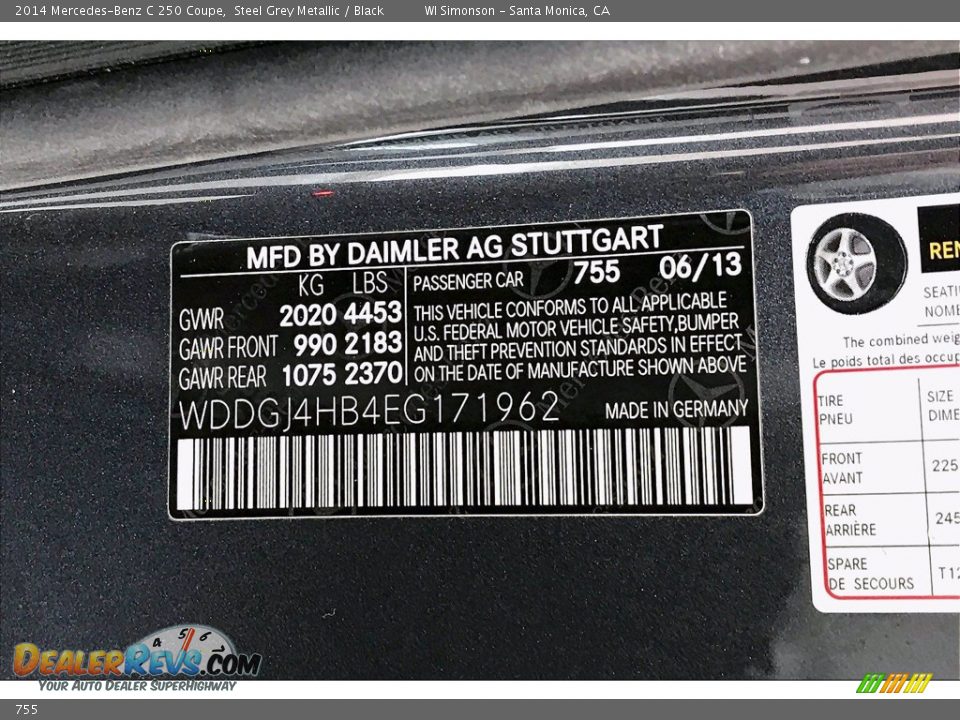 2014 Mercedes-Benz C 250 Coupe, Steel Grey Metallic / Black WI Simonson - Santa Monica, CA
MFD BY DAIMLER AG STUTTGART
KG LBS
GVWR 2020 4453
GAWR FRONT 990 2183
GAWR REAR 1075 2370
PASSENGER CAR 755 06/13
THIS VEHICLE CONFORMS TO ALL APPLICABLE
U.S. FEDERAL MOTOR VEHICLE SAFETY,BUMPER
AND THEFT PREVENTION STANDARDS IN EFFECT
ON THE DATE OF MANUFACTURE SHOWN ABOVE
WDDGJ4HB4EG171962 MADE IN GERMANY
The combined
Le poids total des
TIRE
PNEU
SIZE
FRONT
AVANT
225
REAR
ARRIÈRE
245
SPARE
DE SECOURS
4 5 6
DEALERREVS.COM
YOUR AUTO DEALER SUPERHIGHWAY
755